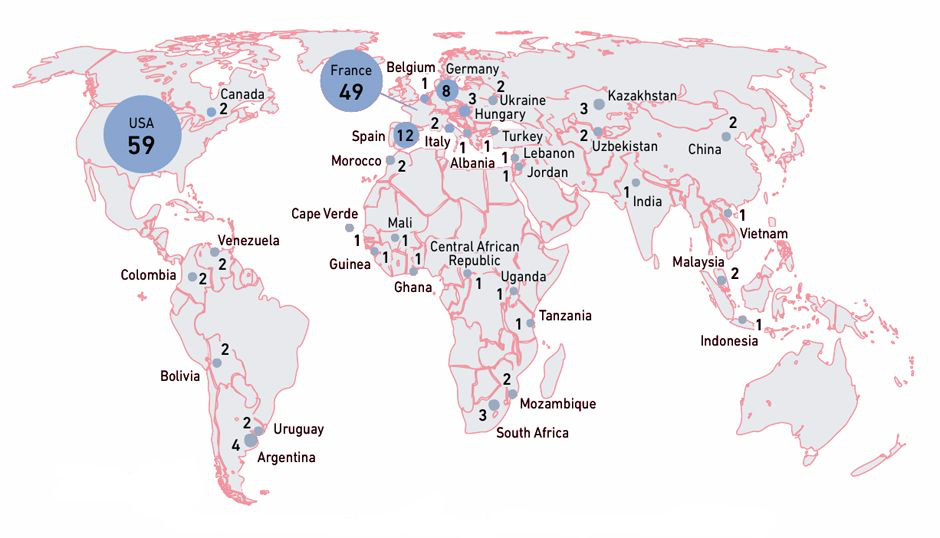 France
49
Belgium
1
Germany
8
Canada
2
USA
59
2
Ukraine
3
Hungary
Kazakhstan
3
2
Uzbekistan
2
China
Spain
12
2
Italy
1
Albania
1
Turkey
Morocco
2
1
Lebanon
1
Jordan
1
India
1
Vietnam
Cape Verde
1
Mali
1
Guinea
1
1
Ghana
Central African
Republic
1
Uganda
1
Venezuela
2
Colombia
2
Malaysia
2
1
Indonesia
Tanzania
1
2
Bolivia
2
Mozambique
3
South Africa
2
Uruguay
4
Argentina